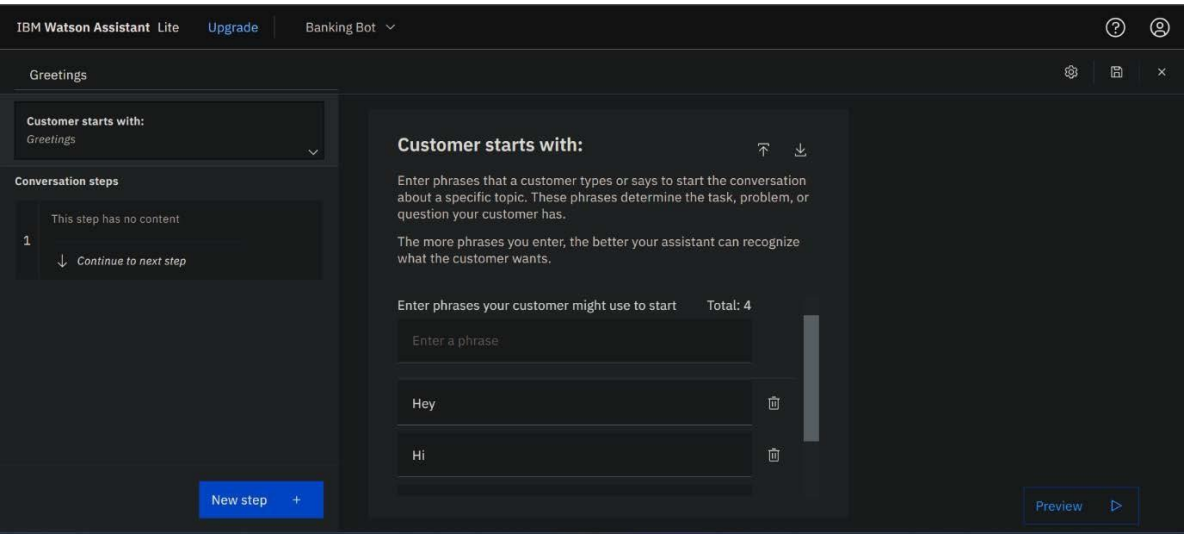 IBM Watson Assistant Lite Upgrade Banking Bot
Greetings
Customer starts with:
Greetings
Conversation steps
1
This step has no content
Continue to next step
New step +
Customer starts with:
Enter phrases that a customer types or says to start the conversation
about a specific topic. These phrases determine the task, problem, or
question your customer has.
The more phrases you enter, the better your assistant can recognize
what the customer wants.
Enter phrases your customer might use to start Total: 4
Enter a phrase
Hey
Hi
Preview